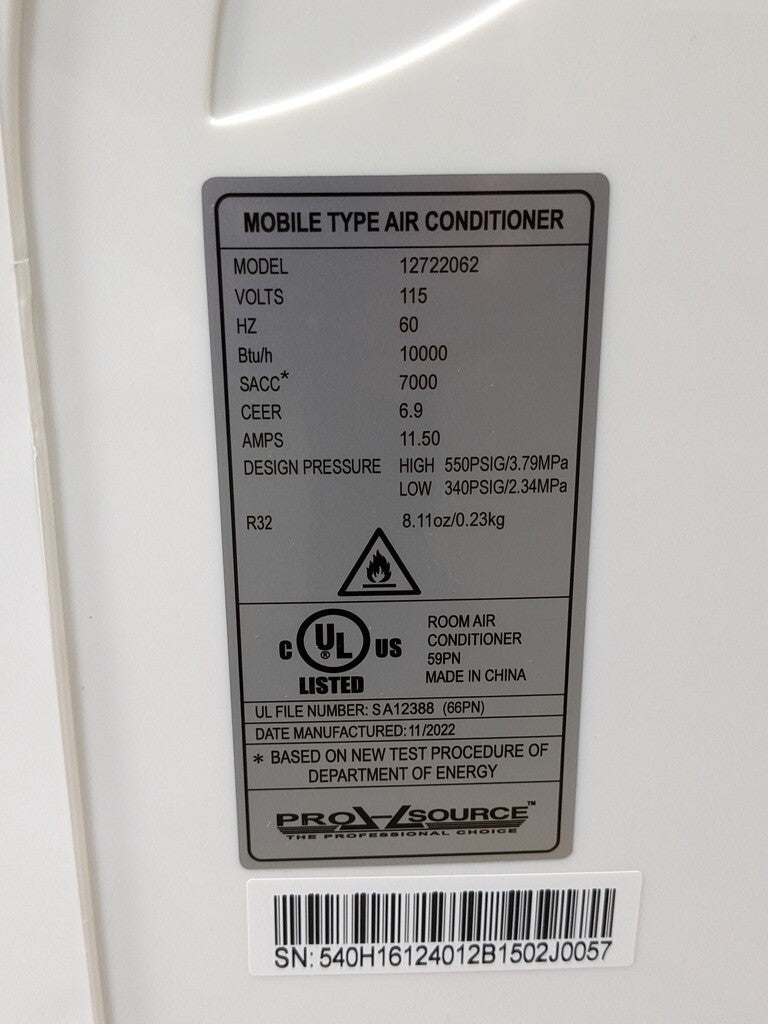 MOBILE TYPE AIR CONDITIONER
MODEL 12722062
VOLTS 115
HZ 60
Btu/h 10000
SACC* 7000
CEER 6.9
AMPS 11.50
DESIGN PRESSURE HIGH 550PSIG/3.79MPa
LOW 340PSIG/2.34MPa
R32 8.11oz/0.23kg
C UL ® US
LISTED
ROOM AIR
CONDITIONER
59PN
MADE IN CHINA
UL FILE NUMBER: SA12388 (66PN)
DATE MANUFACTURED: 11/2022
* BASED ON NEW TEST PROCEDURE OF
DEPARTMENT OF ENERGY
PRO SOURCE™
THE PROFESSIONAL CHOICE
SN: 540H16124012B1502J0057